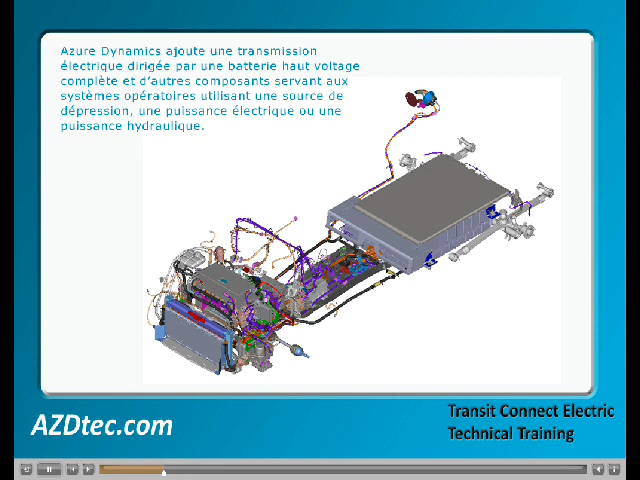 Azure Dynamics ajoute une transmission
électrique dirigée par une batterie haut voltage
complète et d'autres composants servant aux
systèmes opératoires utilisant une source de
dépression, une puissance électrique ou une
puissance hydraulique.
AZDtec.com
Transit Connect Electric
Technical Training